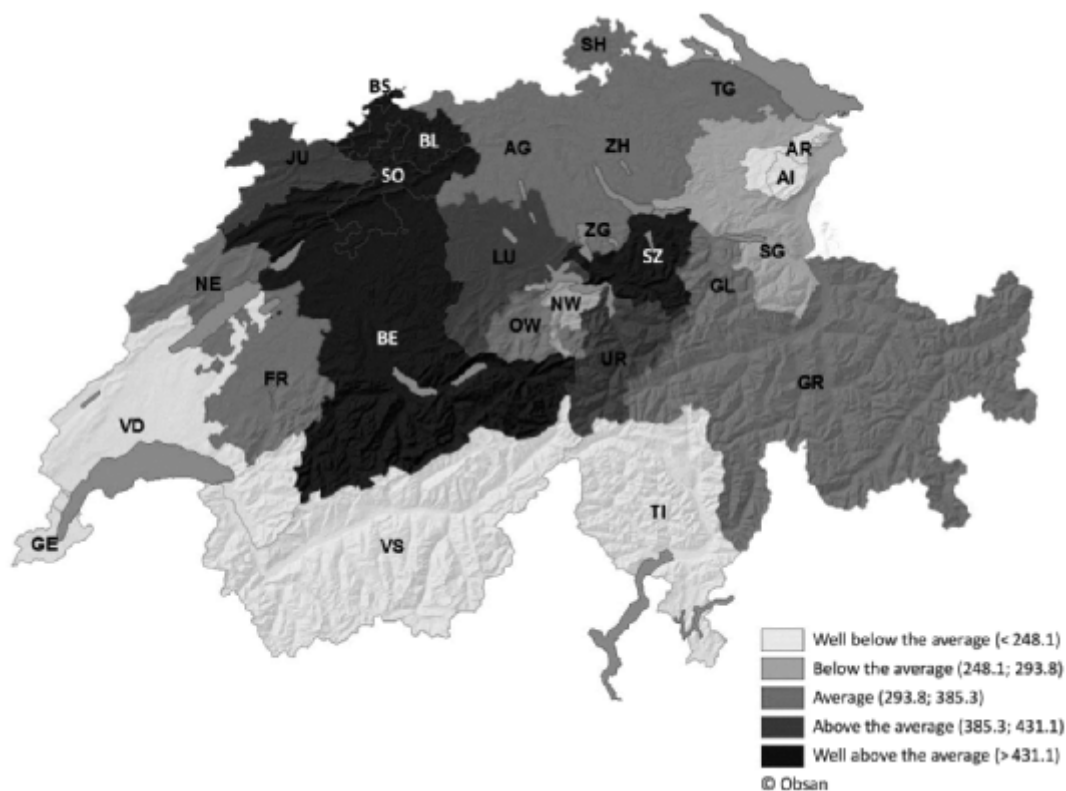 SH
BS
TG
BL
AR
JU
AG
ZH
AI
SO
ZG
SZ
SG
LU
NE
GL
NW
OW
BE
UR
FR
GR
VD
TI
GE
VS
Well below the average (< 248.1)
Below the average (248.1; 293.8)
Average (293.8; 385.3)
Above the average (385.3; 431.1)
Well above the average (> 431.1)
© Obsan